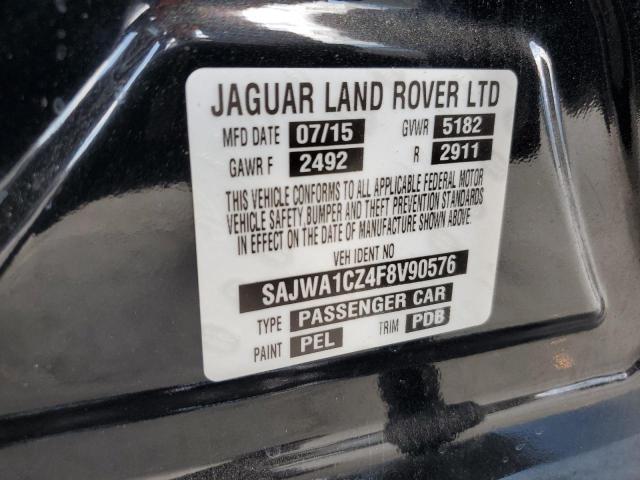 JAGUAR LAND ROVER LTD
MFD DATE 07/15 GVWR 5182
GAWR F 2492 R 2911
THIS VEHICLE CONFORMS TO ALL APPLICABLE FEDERAL MOTOR
VEHICLE SAFETY, BUMPER AND THEFT PREVENTION STANDARDS
IN EFFECT ON THE DATE OF MANUFACTURE SHOWN ABOVE.
VEH IDENT NO
SAJWA1CZ4F8V90576
TYPE PASSENGER CAR
PAINT PEL TRIM PDB